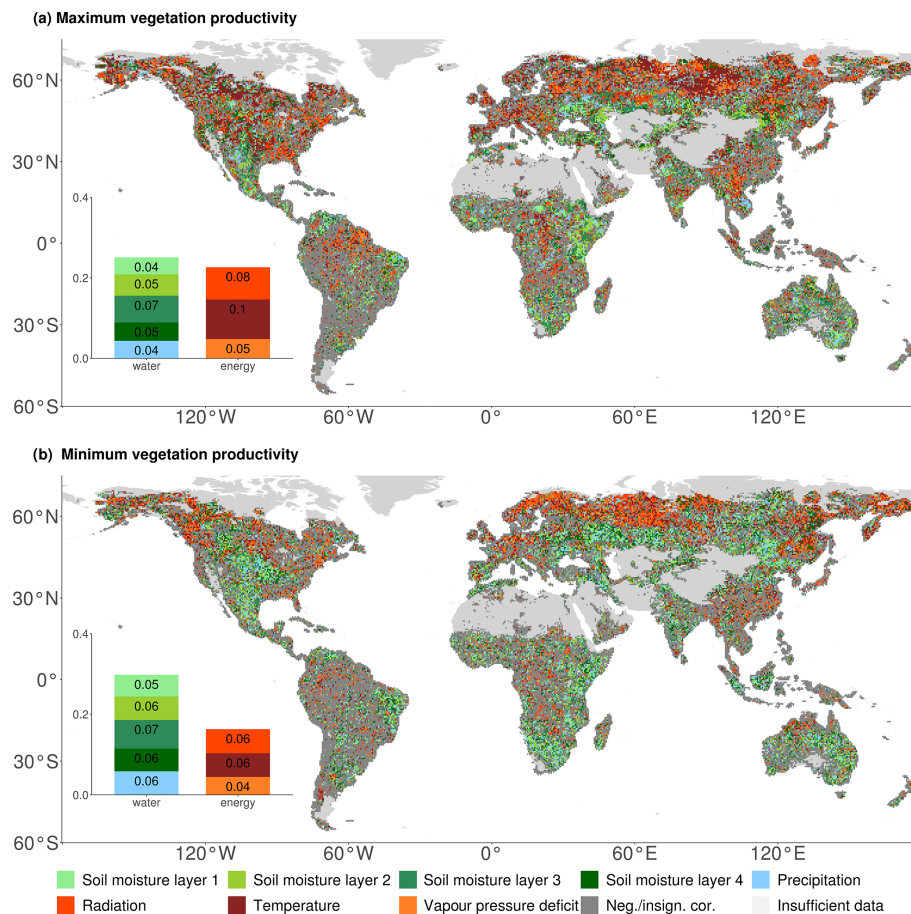 (a) Maximum vegetation productivity
60°N
30°N
0°
30°S
60°S
0.4
0.2
0.0
0.04
0.05
0.07
0.05
0.04
0.08
0.1
0.05
water energy
120°W 60°W 0° 60°E 120°E
(b) Minimum vegetation productivity
60°N
30°N
0°
30°S
60°S
0.4
0.2
0.0
0.05
0.06
0.07
0.06
0.06
0.06
0.06
0.04
water energy
120°W 60°W 0° 60°E 120°E
Soil moisture layer 1 Soil moisture layer 2 Soil moisture layer 3 Soil moisture layer 4 Precipitation
Radiation Temperature Vapour pressure deficit Neg./insign. cor. Insufficient data